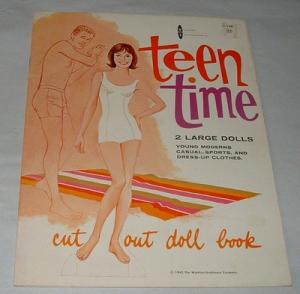 teen
time
2 LARGE DOLLS
YOUNG MODERNS
CASUAL, SPORTS, AND
DRESS-UP CLOTHES.
cut out doll book